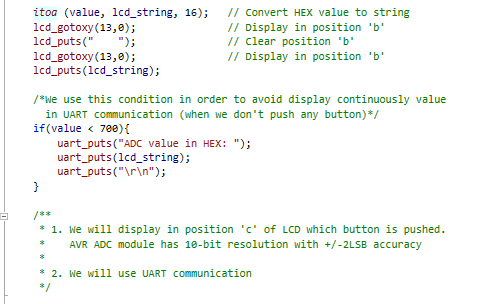 itoa (value, lcd_string, 16);   // Convert HEX value to string
lcd_gotoxy(13,0);               // Display in position 'b'
lcd_puts("    ");               // Clear position 'b'
lcd_gotoxy(13,0);               // Display in position 'b'
lcd_puts(lcd_string);
/*We use this condition in order to avoid display continuously value
in UART communication (when we don't push any button)*/
if(value < 700){
uart_puts("ADC value in HEX: ");
uart_puts(lcd_string);
uart_puts("\r\n");
}
/**
* 1. We will display in position 'c' of LCD which button is pushed.
*    AVR ADC module has 10-bit resolution with +/-2LSB accuracy
*
* 2. We will use UART communication
*/